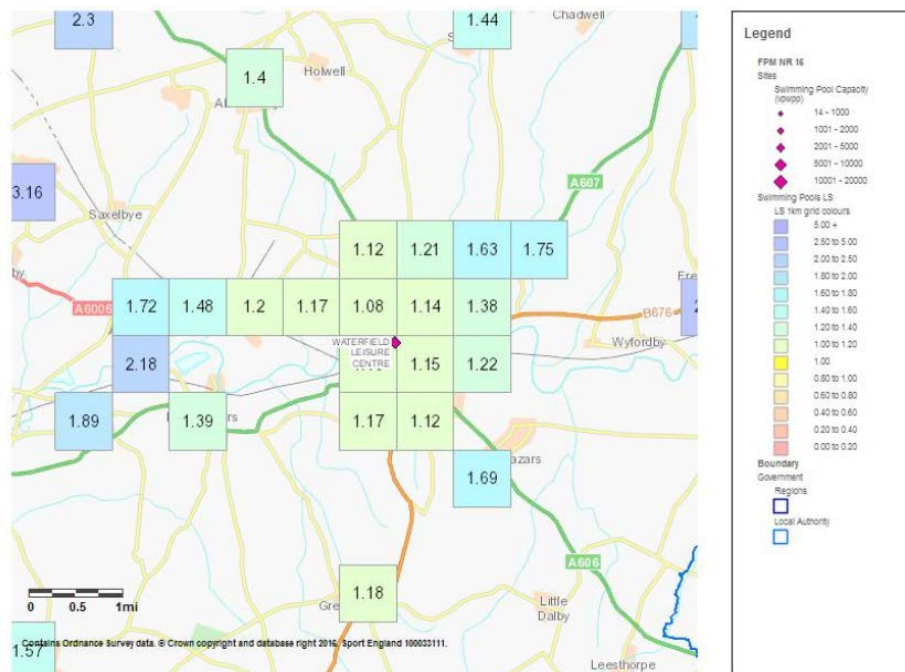 2.3
1.44
Chadwell
1.4
Holwell
A607
3.16
Saxelbye
1.12
1.21
1.63
1.75
A6006
1.72
1.48
1.2
1.17
1.08
1.14
1.38
B676
WATERFIELD
LEISURE
CENTRE
Wyfordby
2.18
1.15
1.22
1.89
1.39
1.17
1.12
1.69
A606
1.18
Little
Dalby
0 0.5 1mi
Contains Ordnance Survey data. © Crown copyright and database right 2016. Sport England 100033111.
1.57
Leesthorpe
Legend
FPM NR 16
Sites
Swimming Pool Capacity
(vpwpp)
14 - 1000
1001 - 2000
2001 - 5000
5001 - 10000
10001 - 20000
Swimming Pools LS
LS 1km grid colours
5.00 +
2.50 to 5.00
2.00 to 2.50
1.80 to 2.00
1.60 to 1.80
1.40 to 1.60
1.20 to 1.40
1.00 to 1.20
1.00
0.80 to 1.00
0.60 to 0.80
0.40 to 0.60
0.20 to 0.40
0.00 to 0.20
Boundary
Government
Regions
Local Authority